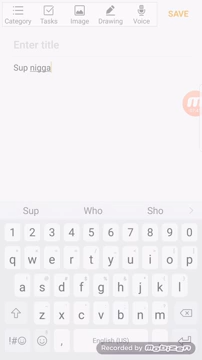 Category Tasks Image Drawing Voice SAVE
Enter title
Sup nigga
Sup Who Sho
1 2 3 4 5 6 7 8 9 0
q w e r t y u i o p
a s d f g h j k l
z x c v b n m
!#☺ , English (US) .
Recorded by